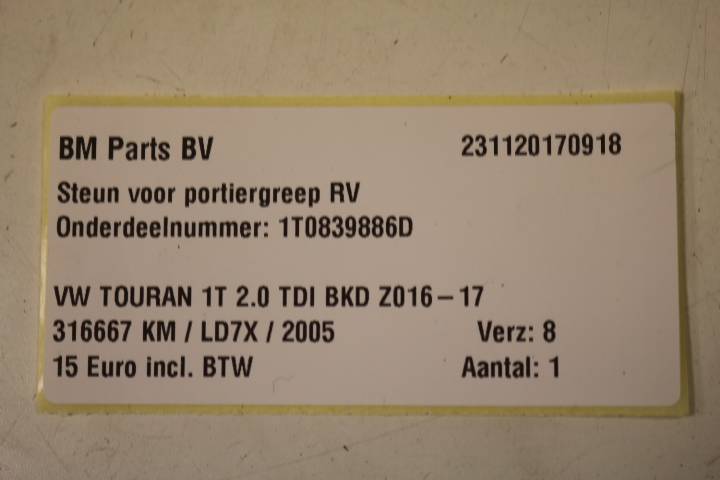 BM Parts BV 231120170918
Steun voor portiergreep RV
Onderdeelnummer: 1T0839886D
VW TOURAN 1T 2.0 TDI BKD Z016-17
316667 KM / LD7X / 2005 Verz: 8
15 Euro incl. BTW Aantal: 1